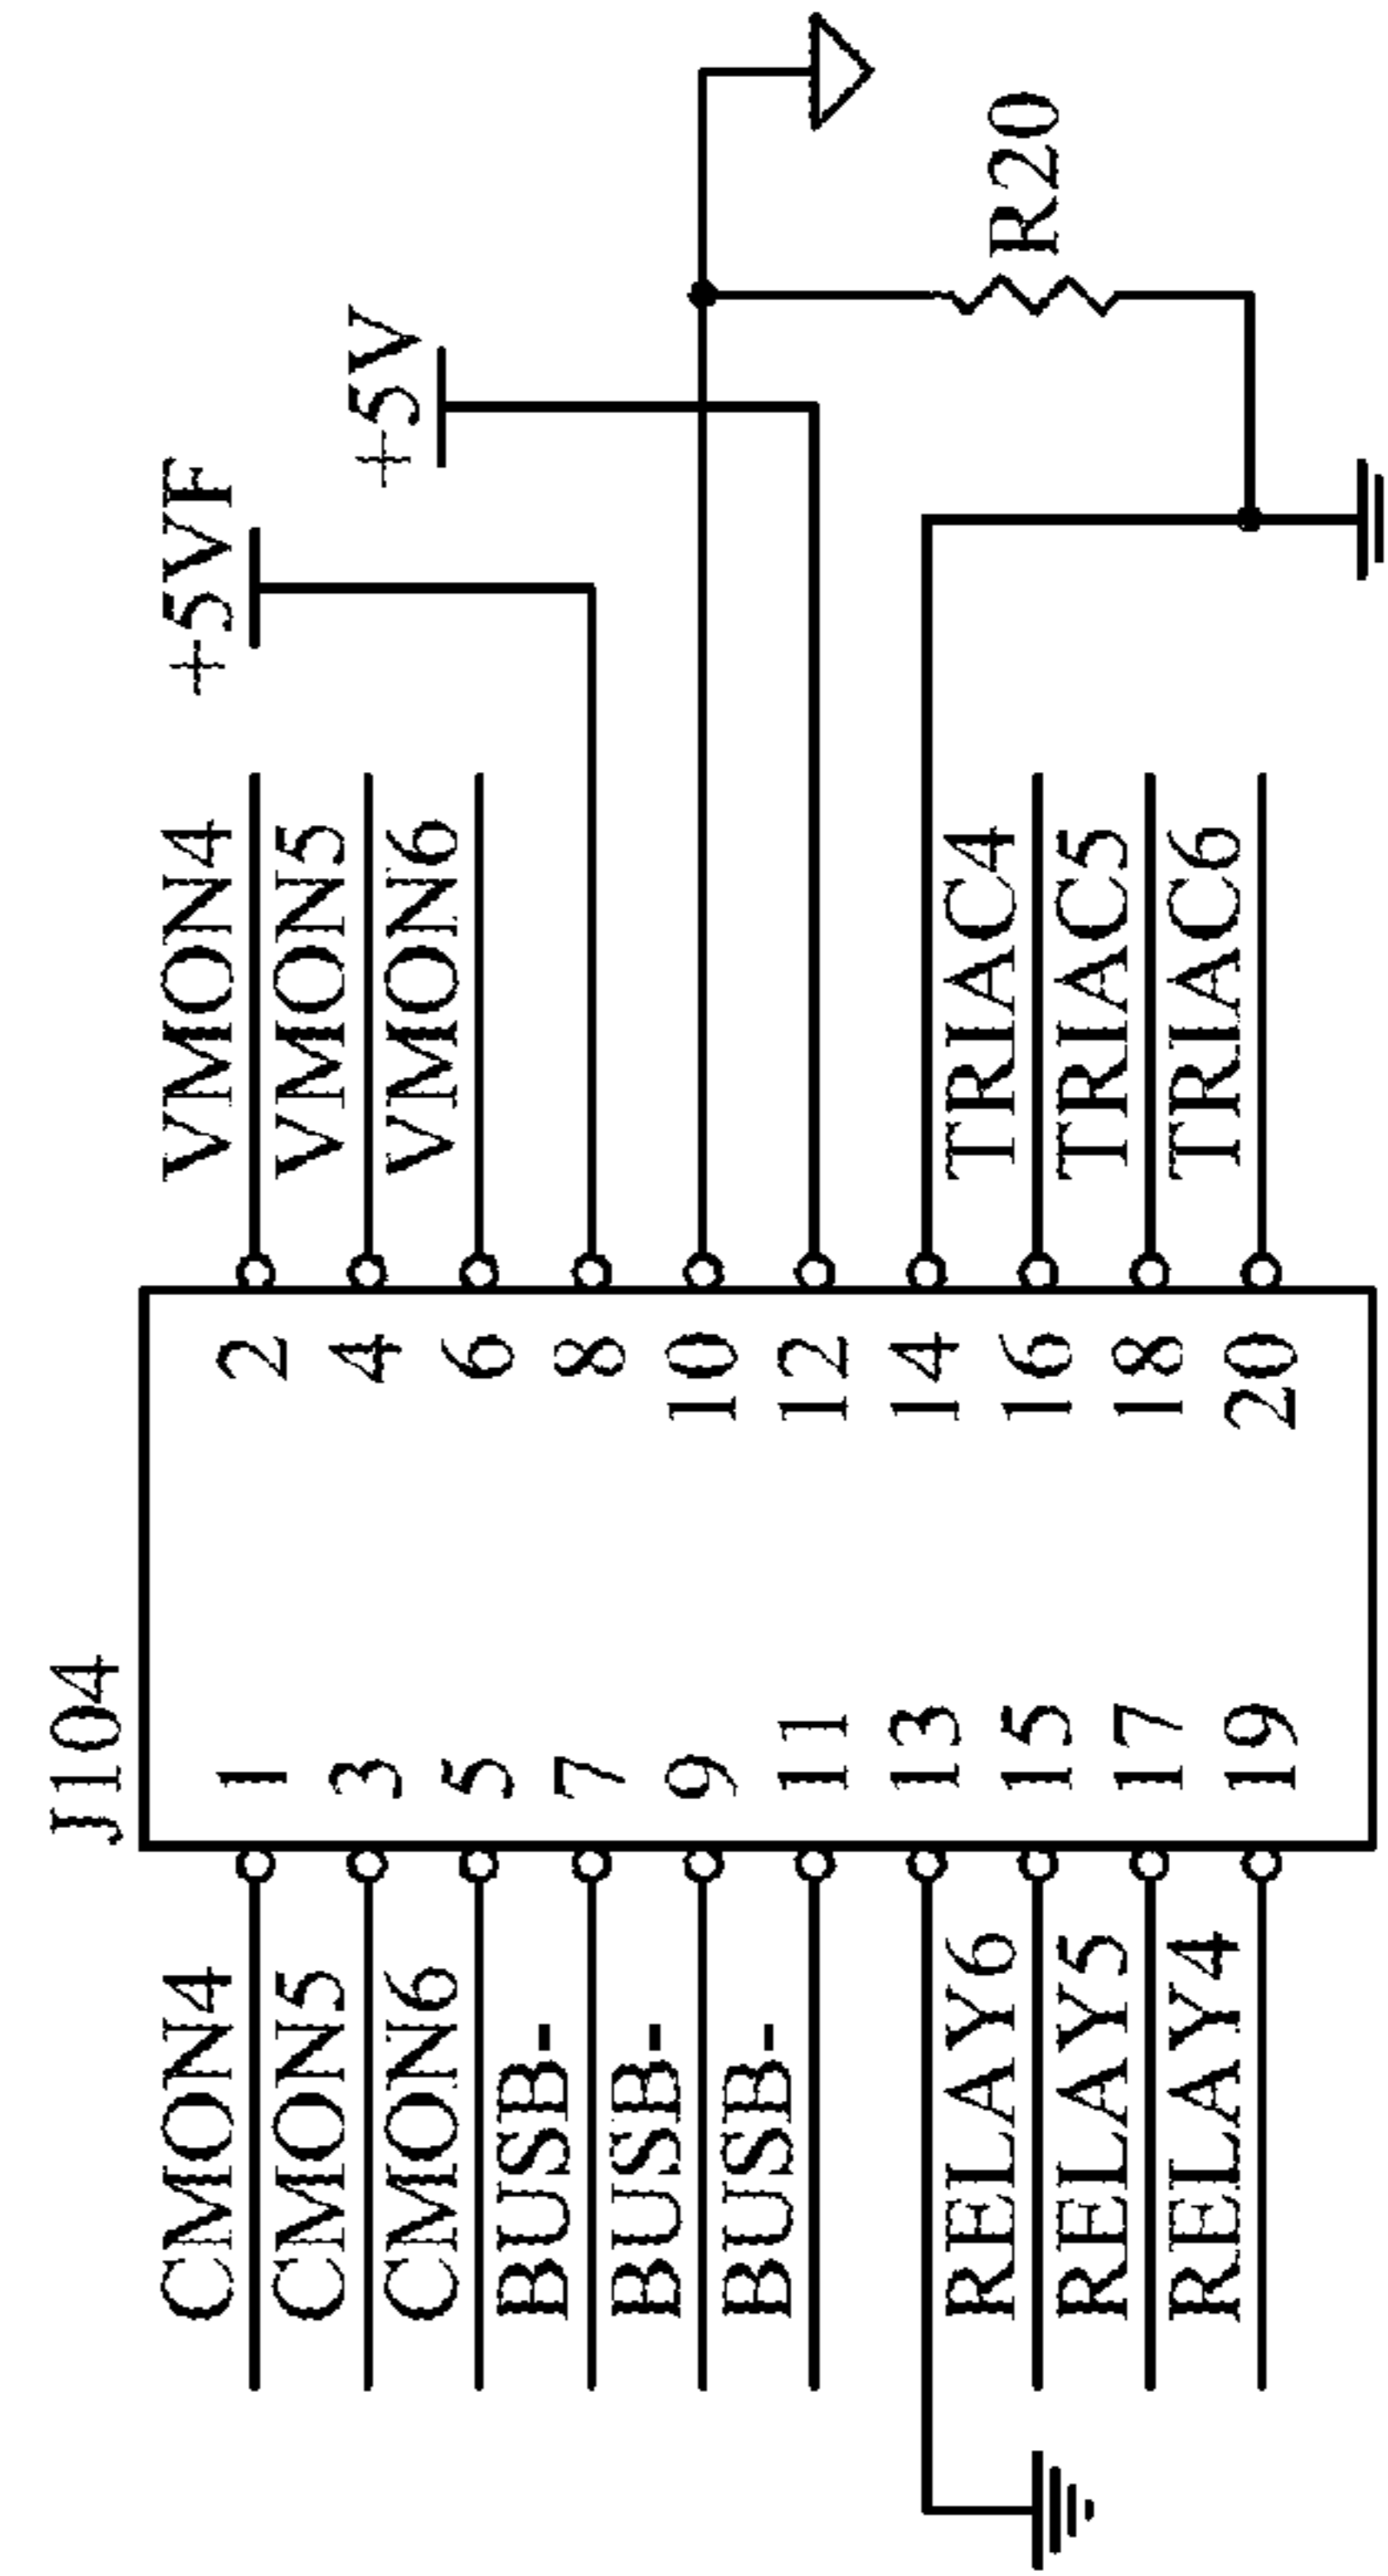 J104
CMON4 1 2 VMON4
CMON5 3 4 VMON5
CMON6 5 6 VMON6
BUSB- 7 8 +5VF
BUSB- 9 10
BUSB- 11 12 +5V
13 14
RELAY6 15 16 TRIAC4
RELAY5 17 18 TRIAC5
RELAY4 19 20 TRIAC6
R20